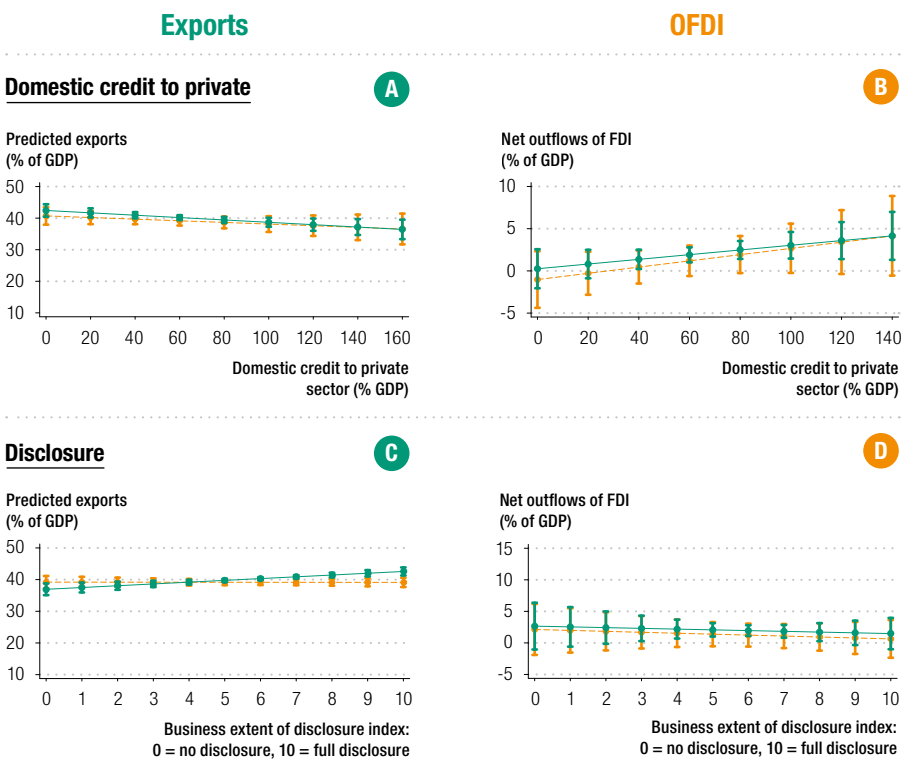 Exports
OFDI
Domestic credit to private
A
B
Predicted exports
(% of GDP)
50
40
30
20
10
0 20 40 60 80 100 120 140 160
Domestic credit to private
sector (% GDP)
Net outflows of FDI
(% of GDP)
10
5
0
-5
0 20 40 60 80 100 120 140
Domestic credit to private
sector (% GDP)
Disclosure
C
D
Predicted exports
(% of GDP)
50
40
30
20
10
0 1 2 3 4 5 6 7 8 9 10
Business extent of disclosure index:
0 = no disclosure, 10 = full disclosure
Net outflows of FDI
(% of GDP)
15
10
5
0
-5
0 1 2 3 4 5 6 7 8 9 10
Business extent of disclosure index:
0 = no disclosure, 10 = full disclosure